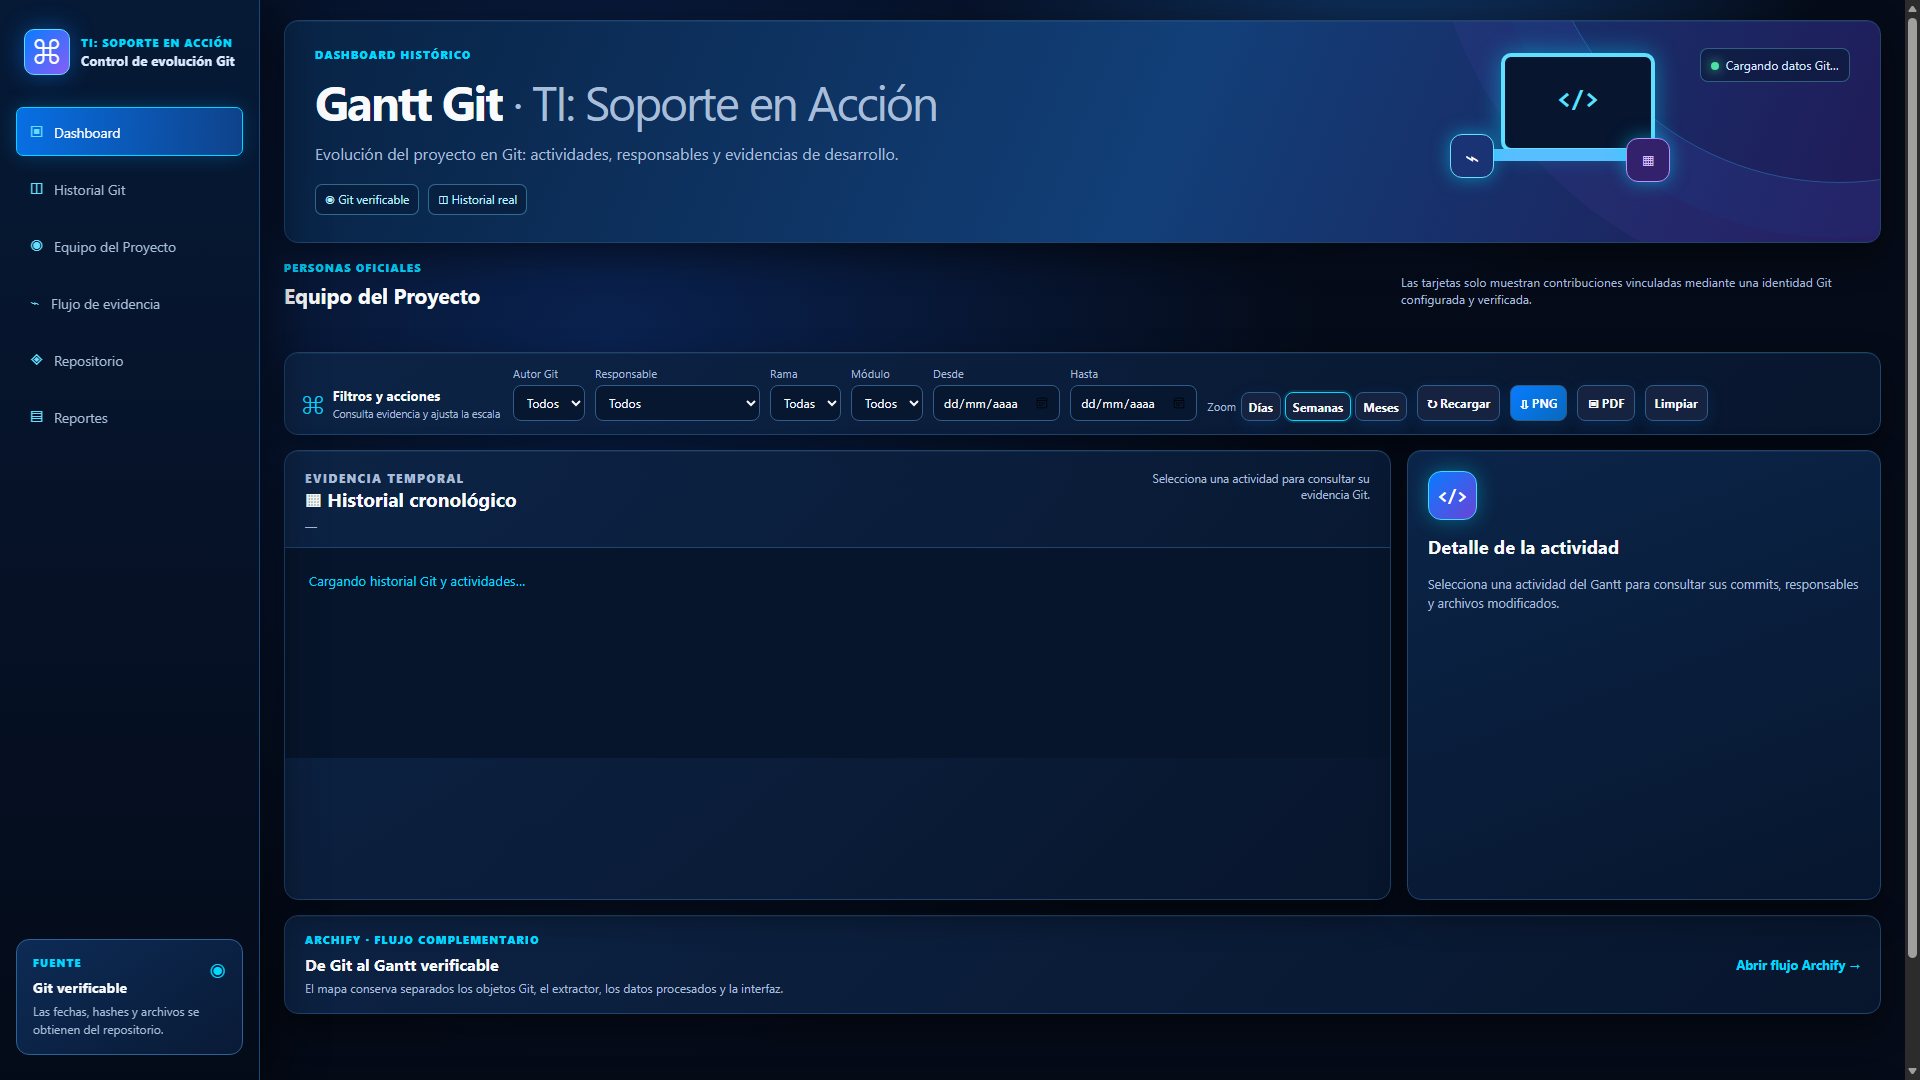 TI: SOPORTE EN ACCIÓN
Control de evolución Git
Dashboard
Historial Git
Equipo del Proyecto
Flujo de evidencia
Repositorio
Reportes
FUENTE
Git verificable
Las fechas, hashes y archivos se
obtienen del repositorio.
DASHBOARD HISTÓRICO
Gantt Git · TI: Soporte en Acción
Evolución del proyecto en Git: actividades, responsables y evidencias de desarrollo.
Git verificable
Historial real
</>
Cargando datos Git...
PERSONAS OFICIALES
Equipo del Proyecto
Las tarjetas solo muestran contribuciones vinculadas mediante una identidad Git
configurada y verificada.
Filtros y acciones
Consulta evidencia y ajusta la escala
Autor Git
Todos
Responsable
Todos
Rama
Todas
Módulo
Todos
Desde
dd/mm/aaaa
Hasta
dd/mm/aaaa
Zoom
Días
Semanas
Meses
↻ Recargar
⇩ PNG
PDF
Limpiar
EVIDENCIA TEMPORAL
Historial cronológico
—
Selecciona una actividad para consultar su
evidencia Git.
Cargando historial Git y actividades...
</>
Detalle de la actividad
Selecciona una actividad del Gantt para consultar sus commits, responsables
y archivos modificados.
ARCHIFY · FLUJO COMPLEMENTARIO
De Git al Gantt verificable
El mapa conserva separados los objetos Git, el extractor, los datos procesados y la interfaz.
Abrir flujo Archify →